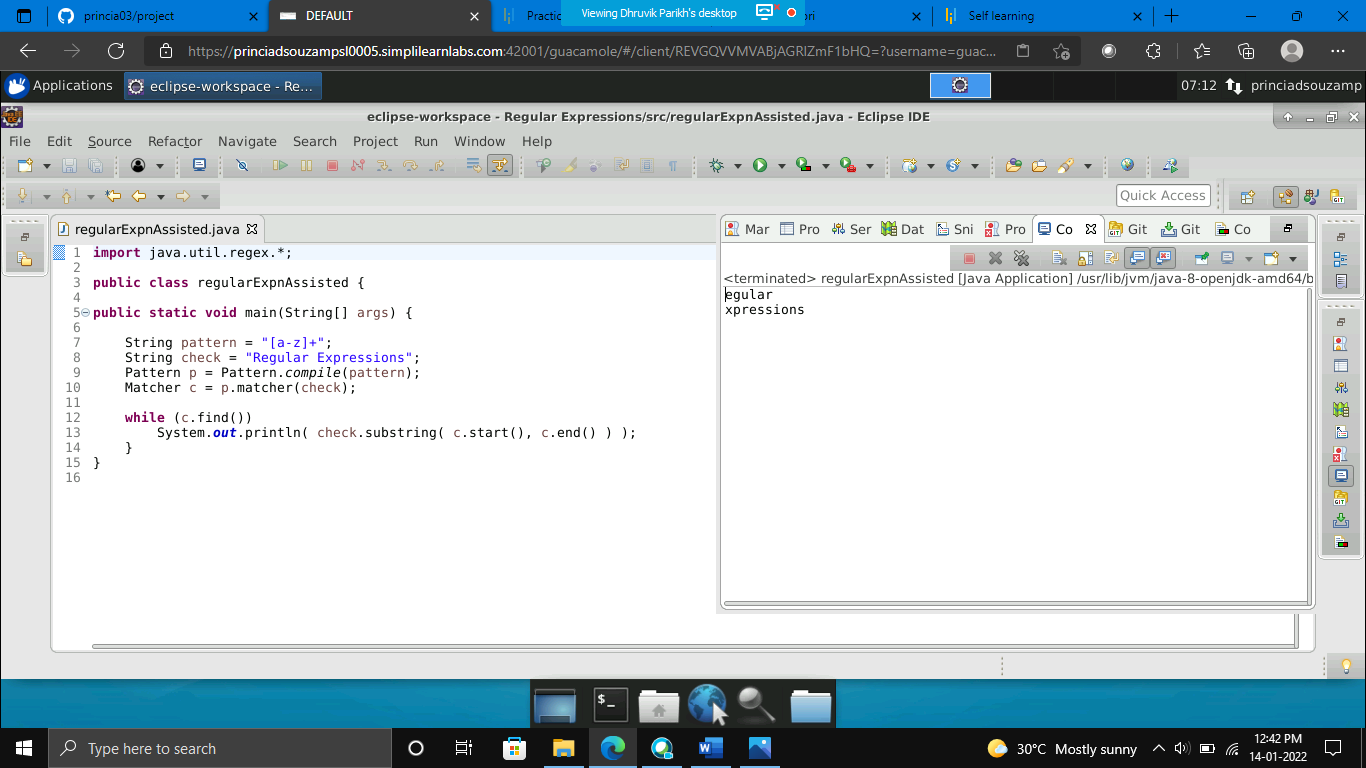 princia03/project
DEFAULT
Practic
Viewing Dhruvik Parikh's desktop
ori
Self learning
https://princiadsouzampsl0005.simplilearnlabs.com:42001/guacamole/#/client/REVGQVVMVABjAGRlZmF1bHQ=?username=guac...
Applications
eclipse-workspace - Re...
07:12
princiadsouzamp
eclipse-workspace - Regular Expressions/src/regularExpnAssisted.java - Eclipse IDE
File Edit Source Refactor Navigate Search Project Run Window Help
Quick Access
regularExpnAssisted.java
Mar Pro Ser Dat Sni Pro Co Git Git Co
1 import java.util.regex.*;
2
3 public class regularExpnAssisted {
4
5 public static void main(String[] args) {
6
7 String pattern = "[a-z]+";
8 String check = "Regular Expressions";
9 Pattern p = Pattern.compile(pattern);
10 Matcher c = p.matcher(check);
11
12 while (c.find())
13 System.out.println( check.substring( c.start(), c.end() ) );
14 }
15 }
16
<terminated> regularExpnAssisted [Java Application] /usr/lib/jvm/java-8-openjdk-amd64/b
egular
xpressions
GIT
GIT
Type here to search
30°C Mostly sunny
12:42 PM
14-01-2022